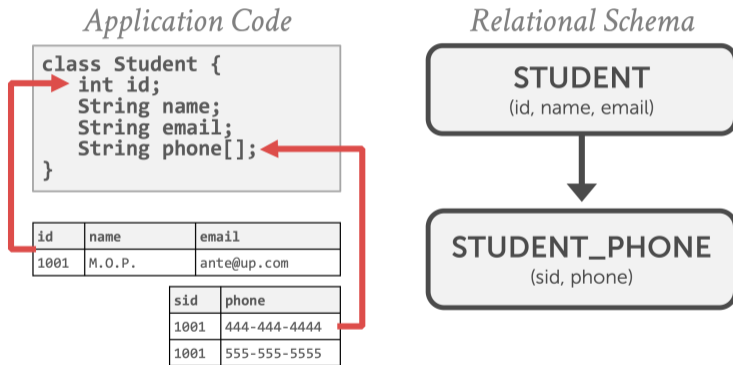 Application Code
class Student {
int id;
String name;
String email;
String phone[];
}
id name email
1001 M.O.P. ante@up.com
sid phone
1001 444-444-4444
1001 555-555-5555
Relational Schema
STUDENT
(id, name, email)
STUDENT_PHONE
(sid, phone)